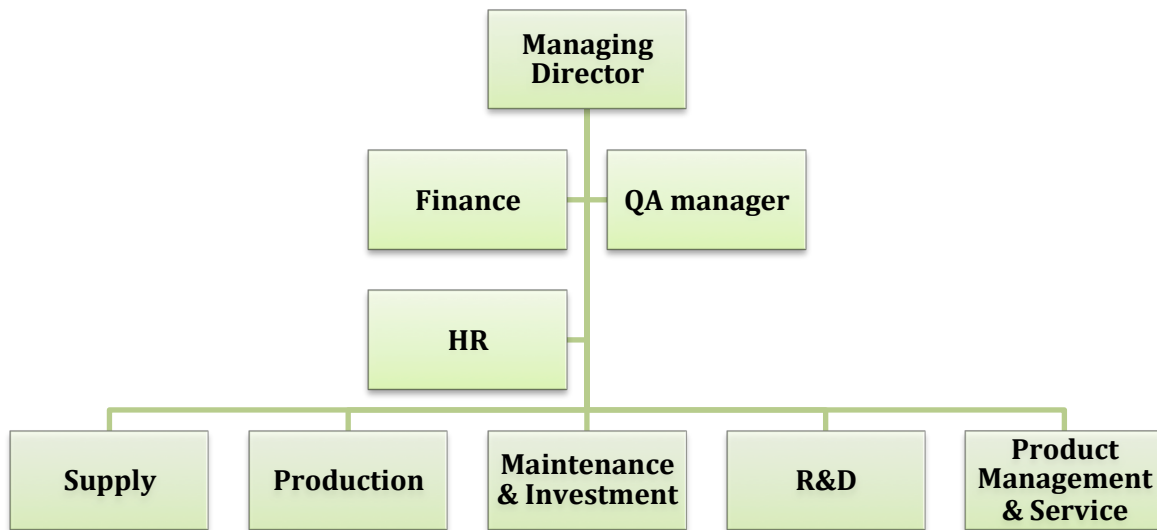 Managing
Director
Finance
QA manager
HR
Supply
Production
Maintenance
& Investment
R&D
Product
Management
& Service